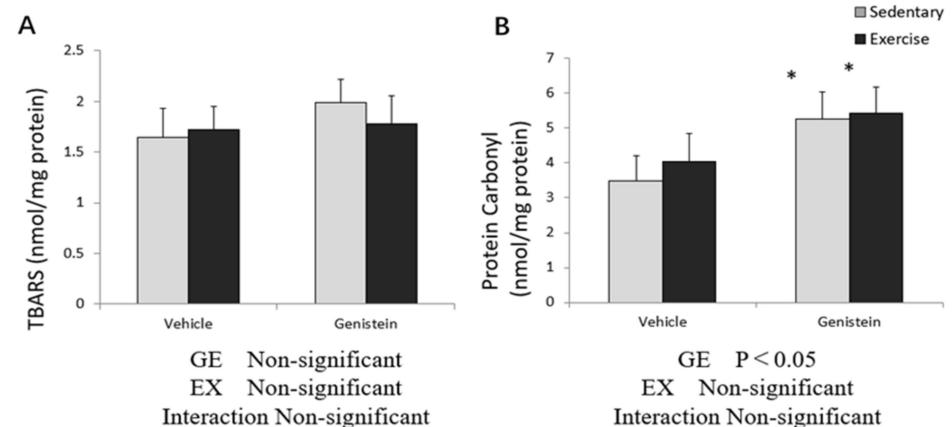 A
TBARS (nmol/mg protein)
2.5
2
1.5
1
0.5
0
Vehicle
Genistein
GE Non-significant
EX Non-significant
Interaction Non-significant
B
Sedentary
Exercise
Protein Carbonyl
(nmol/mg protein)
7
6
5
4
3
2
1
0
*
*
Vehicle
Genistein
GE P < 0.05
EX Non-significant
Interaction Non-significant